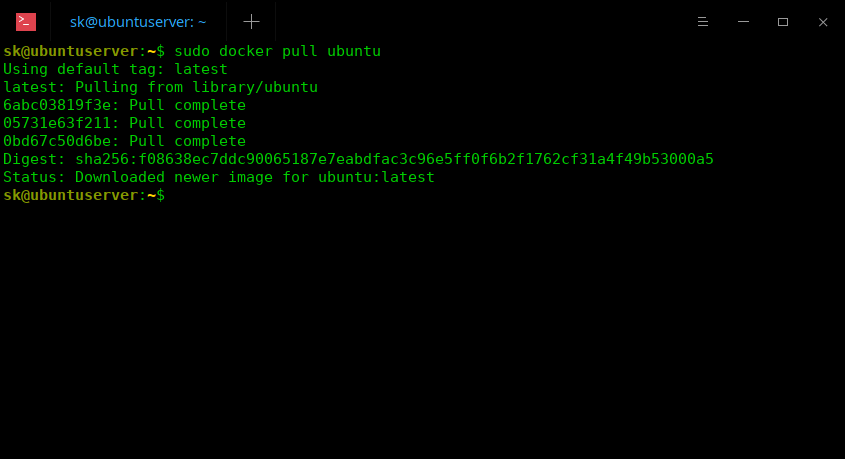 sk@ubuntuserver: ~
sk@ubuntuserver:~$ sudo docker pull ubuntu
Using default tag: latest
latest: Pulling from library/ubuntu
6abc03819f3e: Pull complete
05731e63f211: Pull complete
0bd67c50d6be: Pull complete
Digest: sha256:f08638ec7ddc90065187e7eabdfac3c96e5ff0f6b2f1762cf31a4f49b53000a5
Status: Downloaded newer image for ubuntu:latest
sk@ubuntuserver:~$